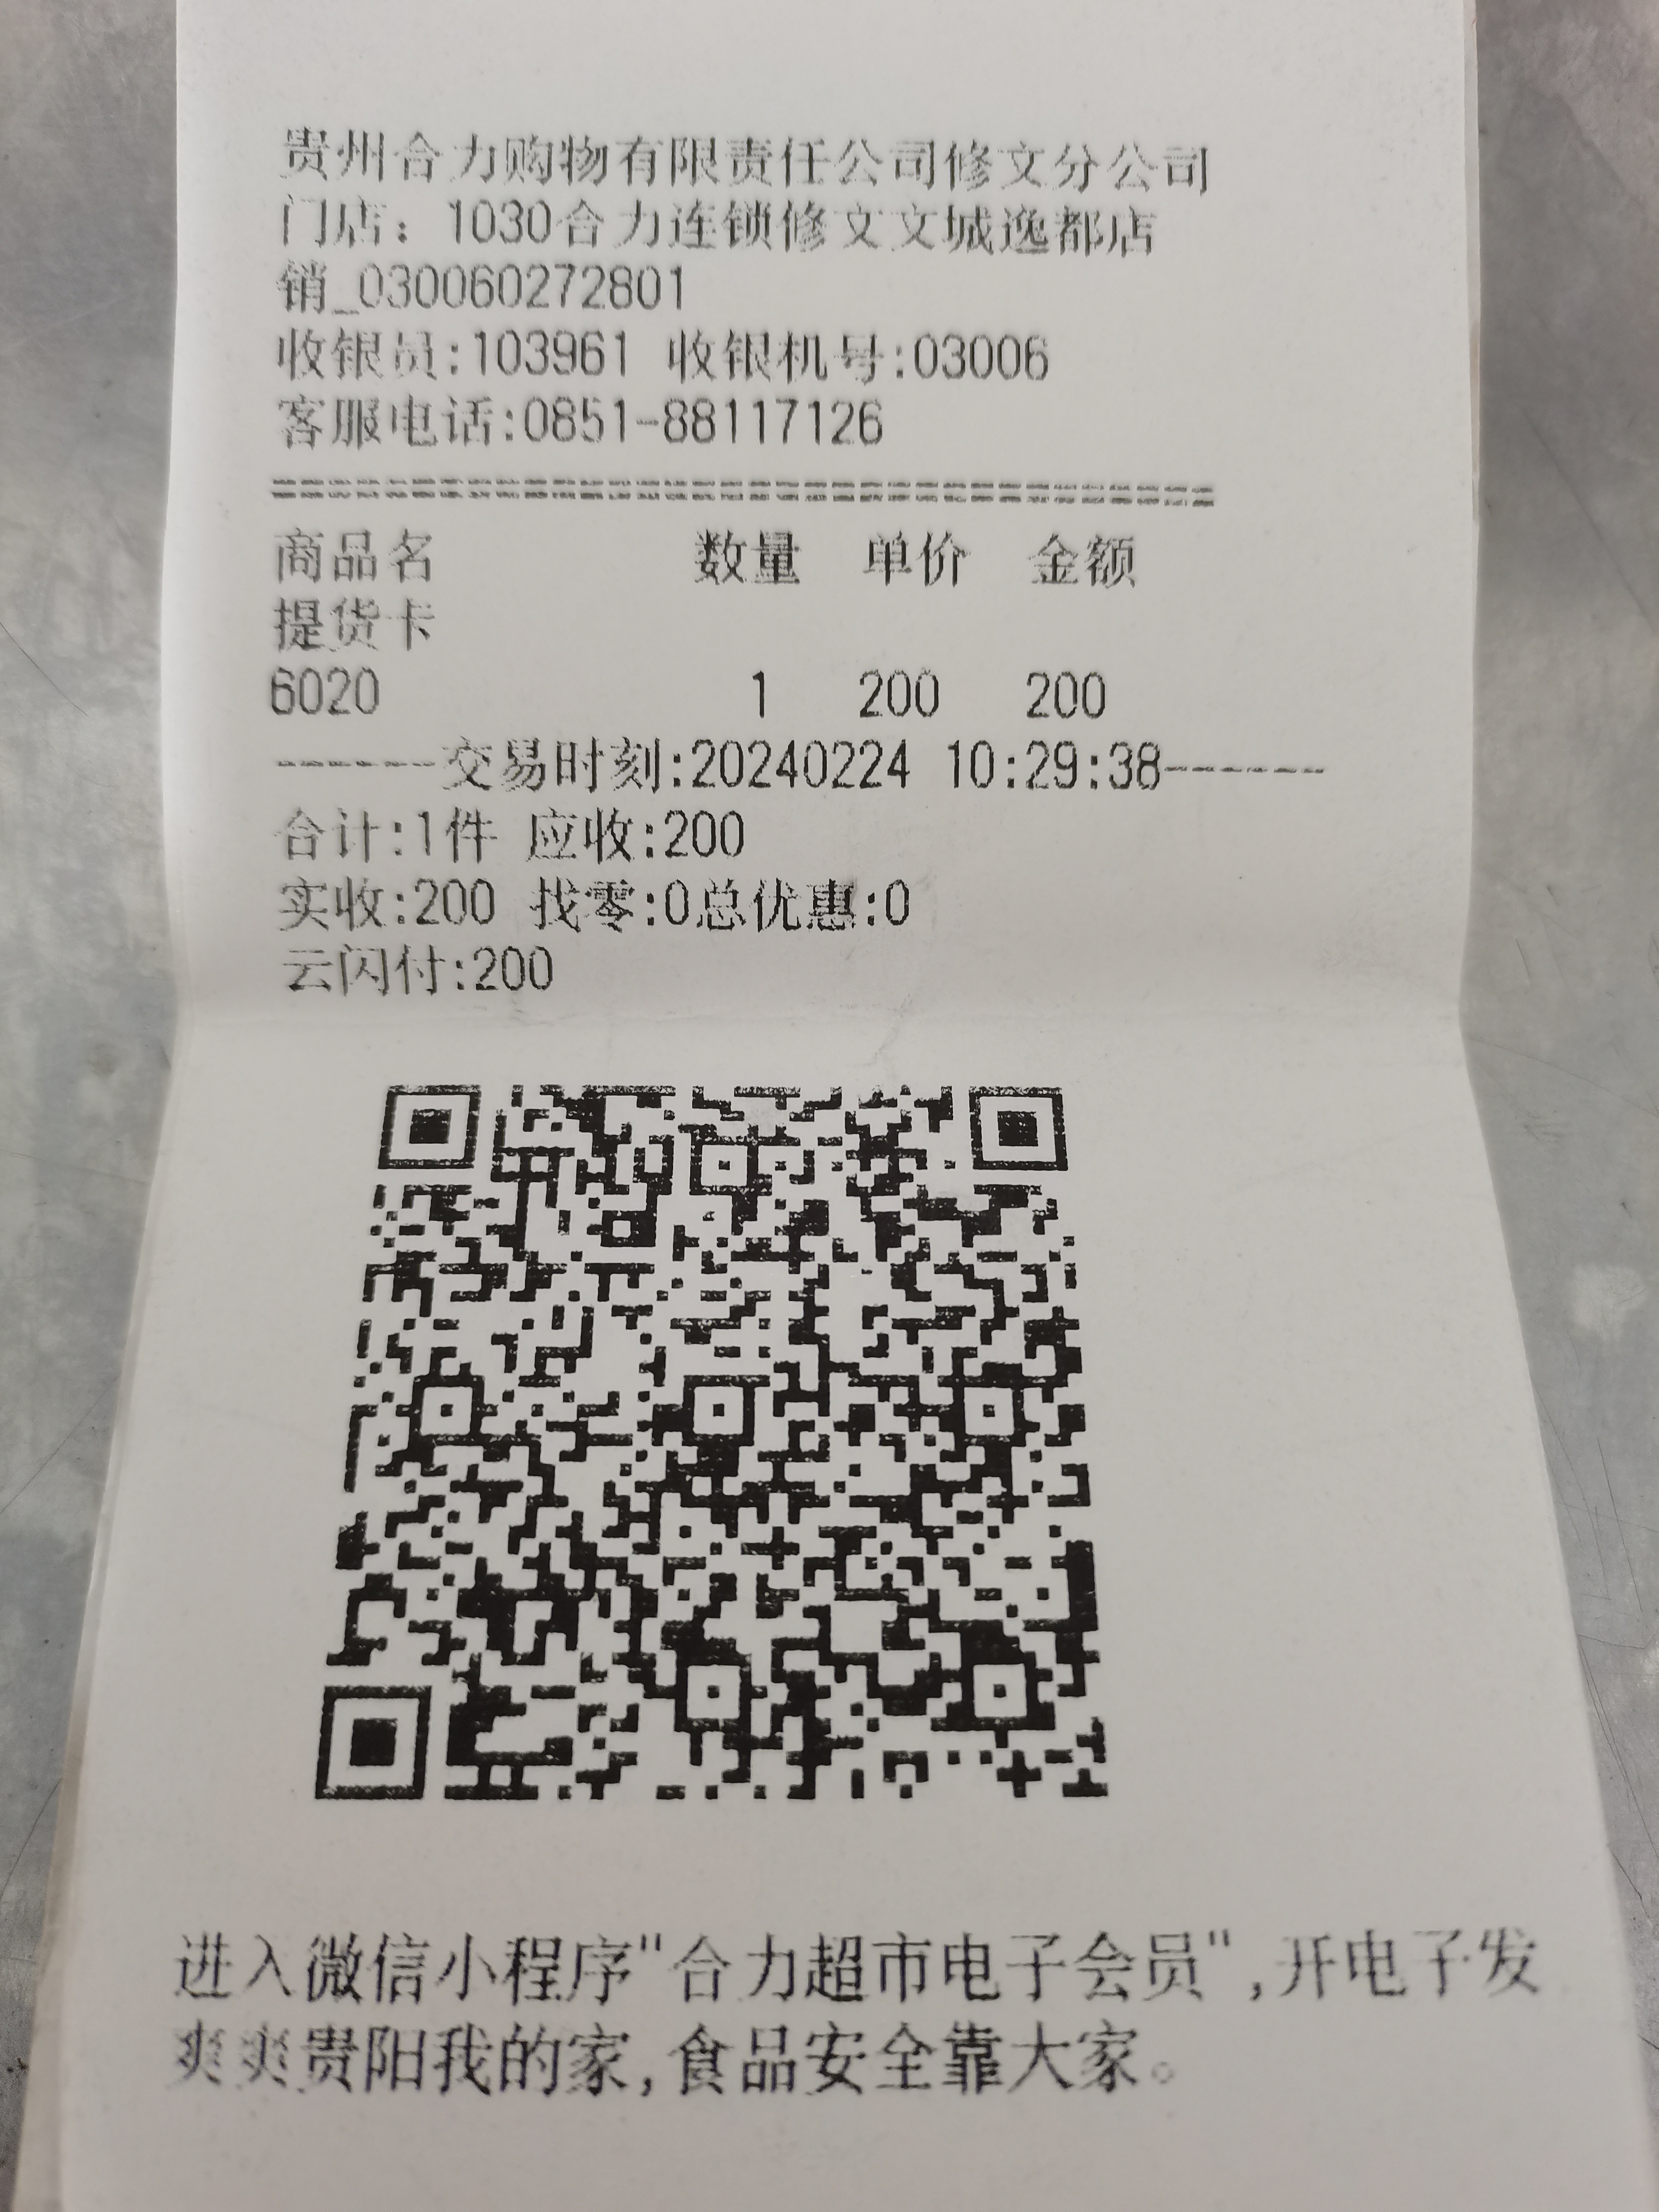 贵州合力购物有限责任公司修文分公司
门店：1030合力连锁修文文城逸都店
销_030060272801
收银员:103961 收银机号:03006
客服电话:0851-88117126
==================================
商品名 数量 单价 金额
提货卡
6020 1 200 200
------交易时刻:20240224 10:29:38------
合计:1件 应收:200
实收:200 找零:0总优惠:0
云闪付:200
进入微信小程序"合力超市电子会员",开电子发
爽爽贵阳我的家,食品安全靠大家。